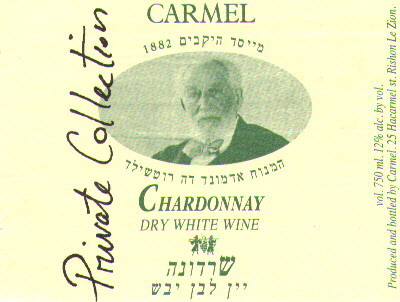 CARMEL
מייסד היקבים 1882
המנוח אדמונד דה רוטשילד
CHARDONNAY
DRY WHITE WINE
שרדונה
יין לבן יבש
Private Collection
vol. 750 ml. 12% alc. by vol.
Produced and bottled by Carmel. 25 Hacarmel st. Rishon Le Zion.